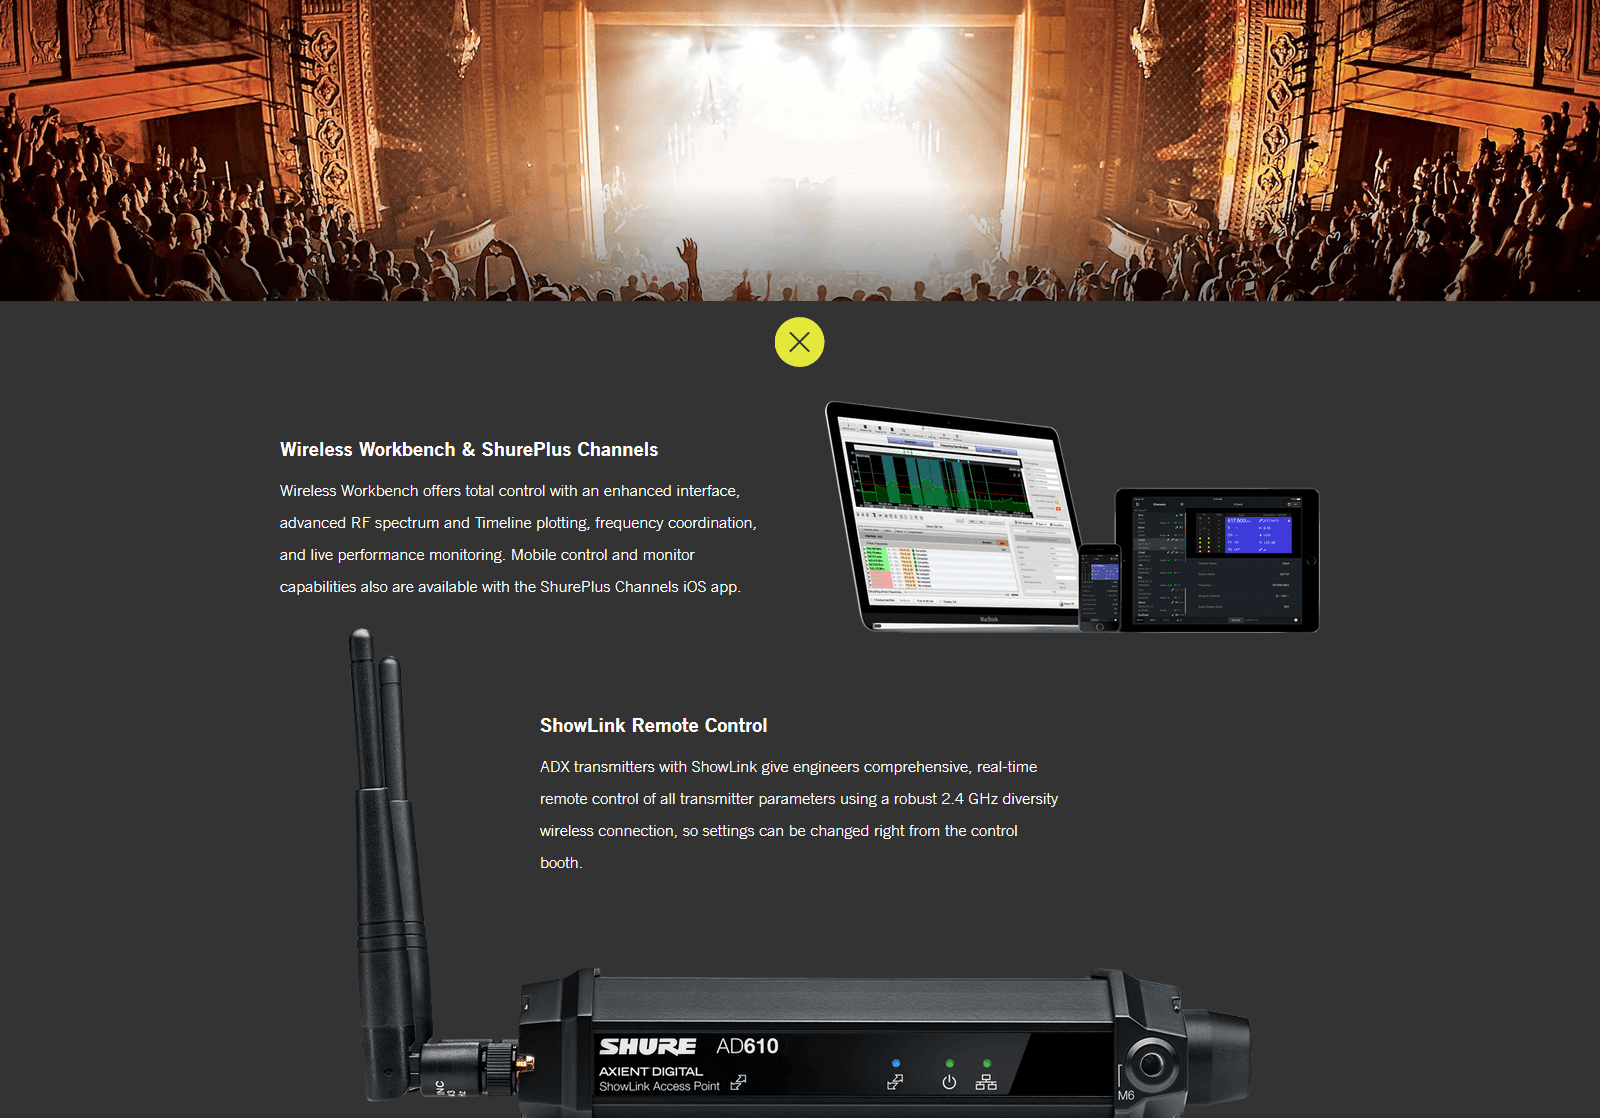 Wireless Workbench & ShurePlus Channels
Wireless Workbench offers total control with an enhanced interface,
advanced RF spectrum and Timeline plotting, frequency coordination,
and live performance monitoring. Mobile control and monitor
capabilities also are available with the ShurePlus Channels iOS app.
MacBook
ShowLink Remote Control
ADX transmitters with ShowLink give engineers comprehensive, real-time
remote control of all transmitter parameters using a robust 2.4 GHz diversity
wireless connection, so settings can be changed right from the control
booth.
SHURE AD610
AXIENT DIGITAL
ShowLink Access Point
M6